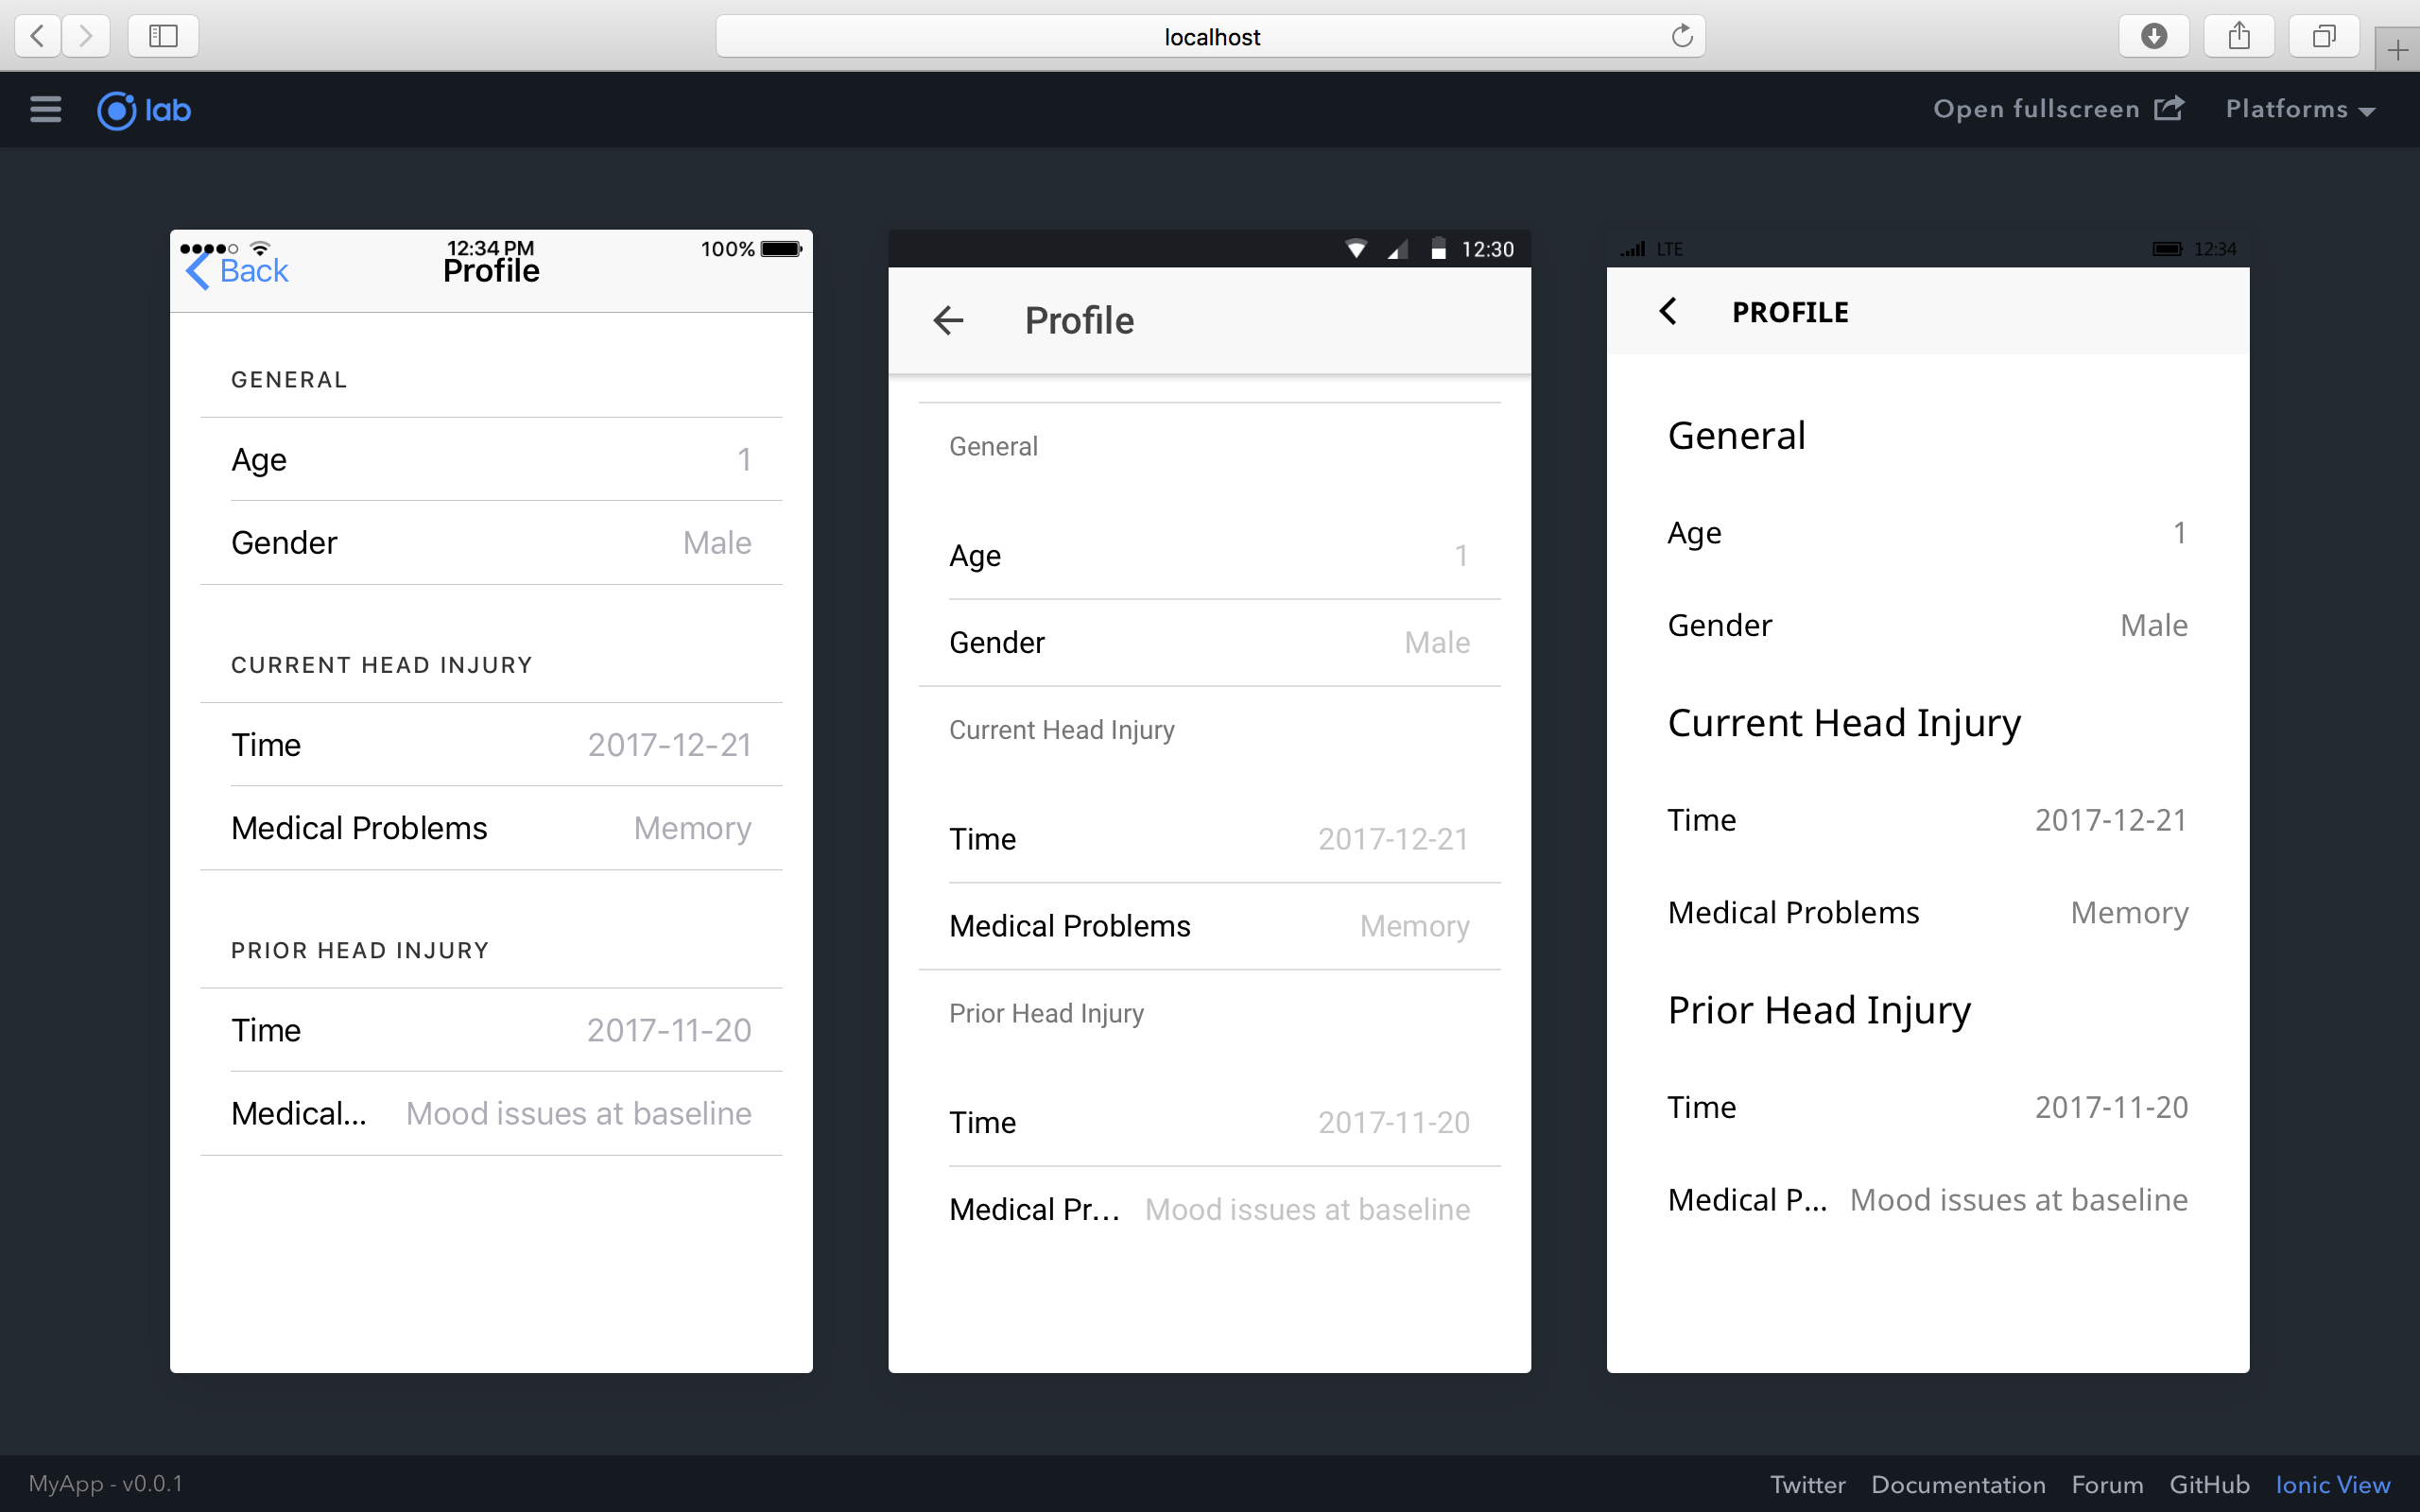 localhost
lab
Open fullscreen
Platforms
12:34 PM
100%
Back
Profile
GENERAL
Age 1
Gender Male
CURRENT HEAD INJURY
Time 2017-12-21
Medical Problems Memory
PRIOR HEAD INJURY
Time 2017-11-20
Medical... Mood issues at baseline
12:30
Profile
General
Age 1
Gender Male
Current Head Injury
Time 2017-12-21
Medical Problems Memory
Prior Head Injury
Time 2017-11-20
Medical Pr... Mood issues at baseline
LTE
12:34
PROFILE
General
Age 1
Gender Male
Current Head Injury
Time 2017-12-21
Medical Problems Memory
Prior Head Injury
Time 2017-11-20
Medical P... Mood issues at baseline
MyApp - v0.0.1
Twitter Documentation Forum GitHub Ionic View